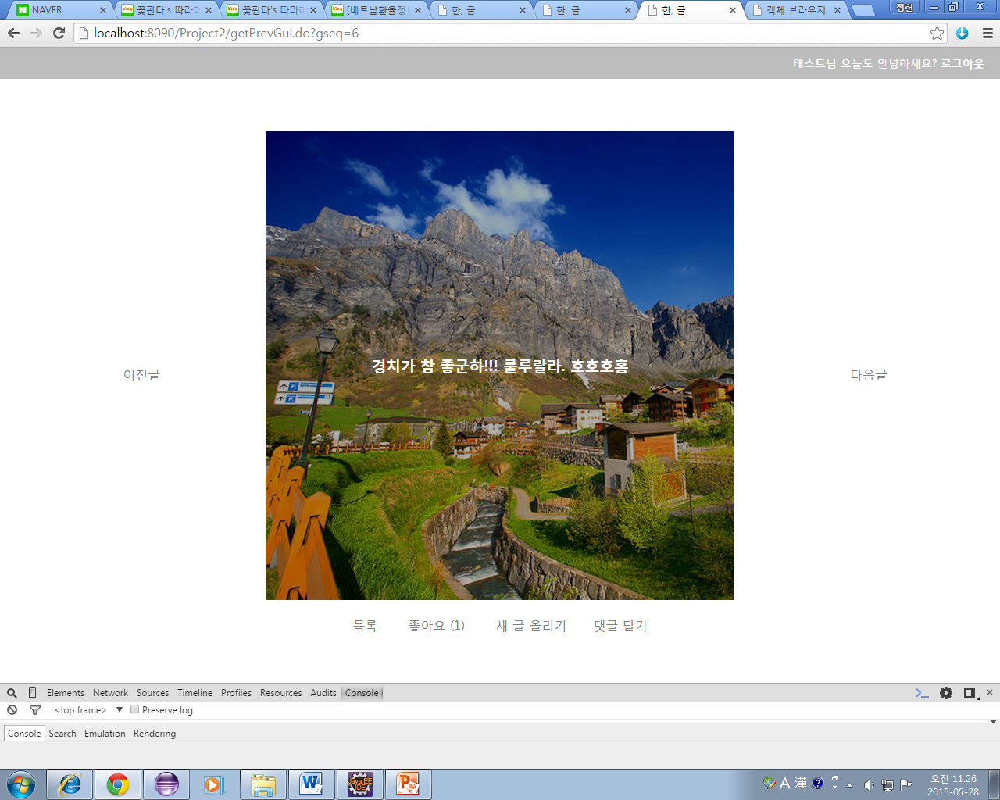 NAVER
꽃판다's 따라하
꽃판다's 따라하
[베트남환율정보
한, 글
한, 글
한, 글
객체 브라우저
정현
localhost:8090/Project2/getPrevGul.do?gseq=6
테스트님 오늘도 안녕하세요? 로그아웃
경치가 참 좋군하!!! 룰루랄라. 호호호홍
이전글
다음글
목록 좋아요 (1) 새 글 올리기 댓글 달기
Elements Network Sources Timeline Profiles Resources Audits Console
<top frame> Preserve log
Console Search Emulation Rendering
Java EE
IDE
A 漢
오전 11:26
2015-05-28